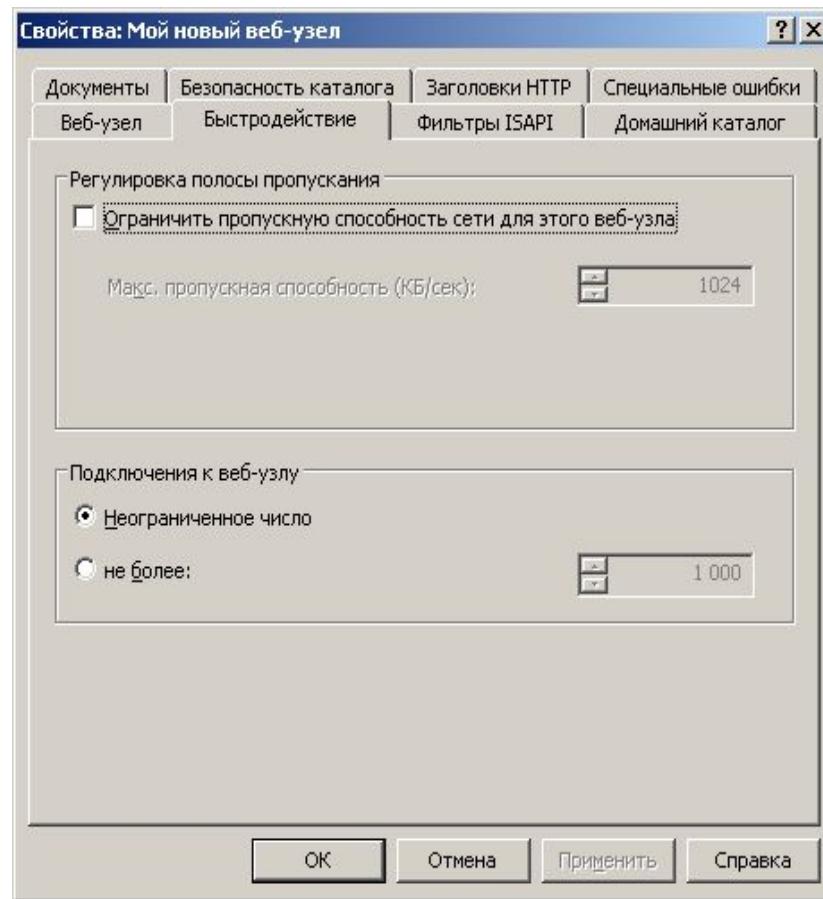 Свойства: Мой новый веб-узел
Документы Безопасность каталога Заголовки HTTP Специальные ошибки
Веб-узел Быстродействие Фильтры ISAPI Домашний каталог
Регулировка полосы пропускания
Ограничить пропускную способность сети для этого веб-узла
Макс. пропускная способность (КБ/сек): 1024
Подключения к веб-узлу
Неограниченное число
не более: 1 000
ОК Отмена Применить Справка